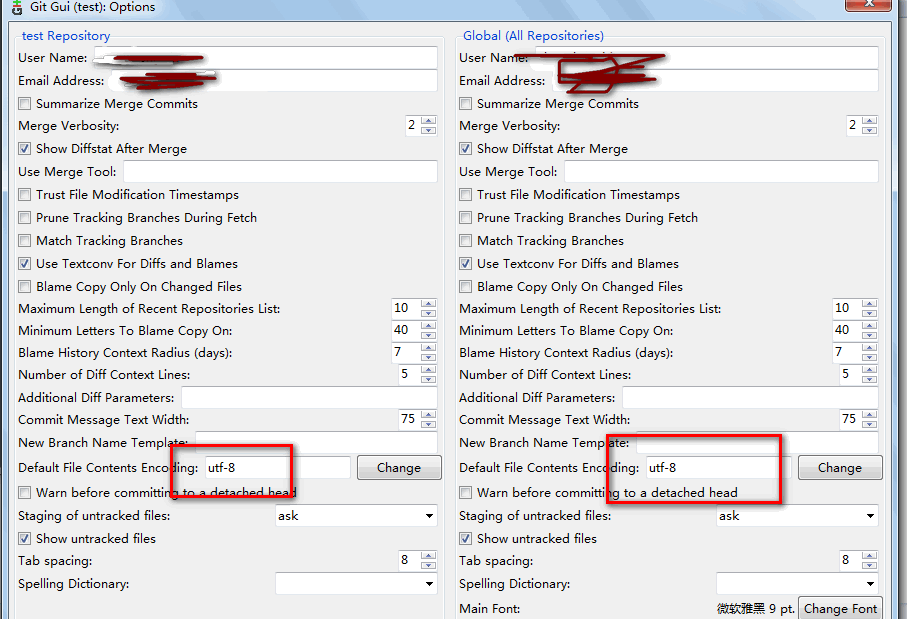 Git Gui (test): Options
test Repository
User Name:
Email Address:
Summarize Merge Commits
Merge Verbosity: 2
Show Diffstat After Merge
Use Merge Tool:
Trust File Modification Timestamps
Prune Tracking Branches During Fetch
Match Tracking Branches
Use Textconv For Diffs and Blames
Blame Copy Only On Changed Files
Maximum Length of Recent Repositories List: 10
Minimum Letters To Blame Copy On: 40
Blame History Context Radius (days): 7
Number of Diff Context Lines: 5
Additional Diff Parameters:
Commit Message Text Width: 75
New Branch Name Template:
Default File Contents Encoding: utf-8 Change
Warn before committing to a detached head
Staging of untracked files: ask
Show untracked files
Tab spacing: 8
Spelling Dictionary:
Global (All Repositories)
User Name:
Email Address:
Summarize Merge Commits
Merge Verbosity: 2
Show Diffstat After Merge
Use Merge Tool:
Trust File Modification Timestamps
Prune Tracking Branches During Fetch
Match Tracking Branches
Use Textconv For Diffs and Blames
Blame Copy Only On Changed Files
Maximum Length of Recent Repositories List: 10
Minimum Letters To Blame Copy On: 40
Blame History Context Radius (days): 7
Number of Diff Context Lines: 5
Additional Diff Parameters:
Commit Message Text Width: 75
New Branch Name Template:
Default File Contents Encoding: utf-8 Change
Warn before committing to a detached head
Staging of untracked files: ask
Show untracked files
Tab spacing: 8
Spelling Dictionary:
Main Font: 微软雅黑 9 pt. Change Font